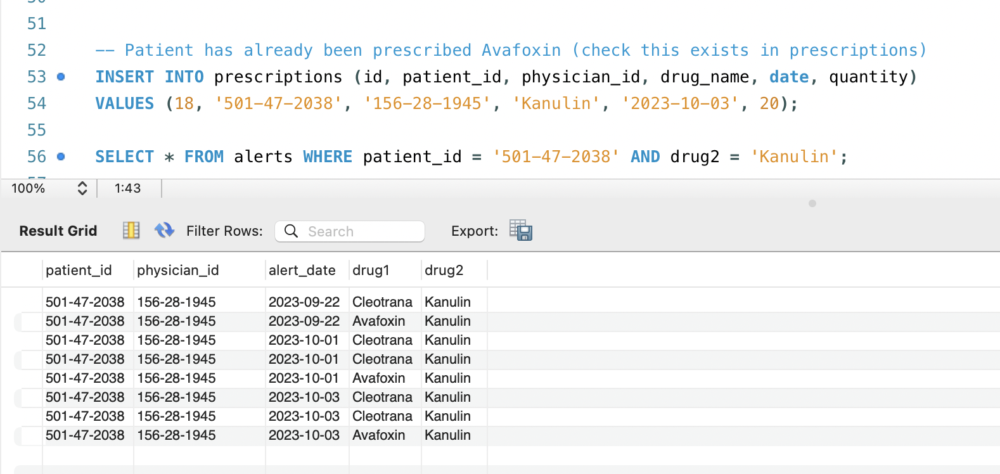 51
52 -- Patient has already been prescribed Avafoxin (check this exists in prescriptions)
53 INSERT INTO prescriptions (id, patient_id, physician_id, drug_name, date, quantity)
54 VALUES (18, '501-47-2038', '156-28-1945', 'Kanulin', '2023-10-03', 20);
55
56 SELECT * FROM alerts WHERE patient_id = '501-47-2038' AND drug2 = 'Kanulin';
100% 1:43
Result Grid Filter Rows: Search Export:
patient_id physician_id alert_date drug1 drug2
501-47-2038 156-28-1945 2023-09-22 Cleotrana Kanulin
501-47-2038 156-28-1945 2023-09-22 Avafoxin Kanulin
501-47-2038 156-28-1945 2023-10-01 Cleotrana Kanulin
501-47-2038 156-28-1945 2023-10-01 Cleotrana Kanulin
501-47-2038 156-28-1945 2023-10-01 Avafoxin Kanulin
501-47-2038 156-28-1945 2023-10-03 Cleotrana Kanulin
501-47-2038 156-28-1945 2023-10-03 Cleotrana Kanulin
501-47-2038 156-28-1945 2023-10-03 Avafoxin Kanulin